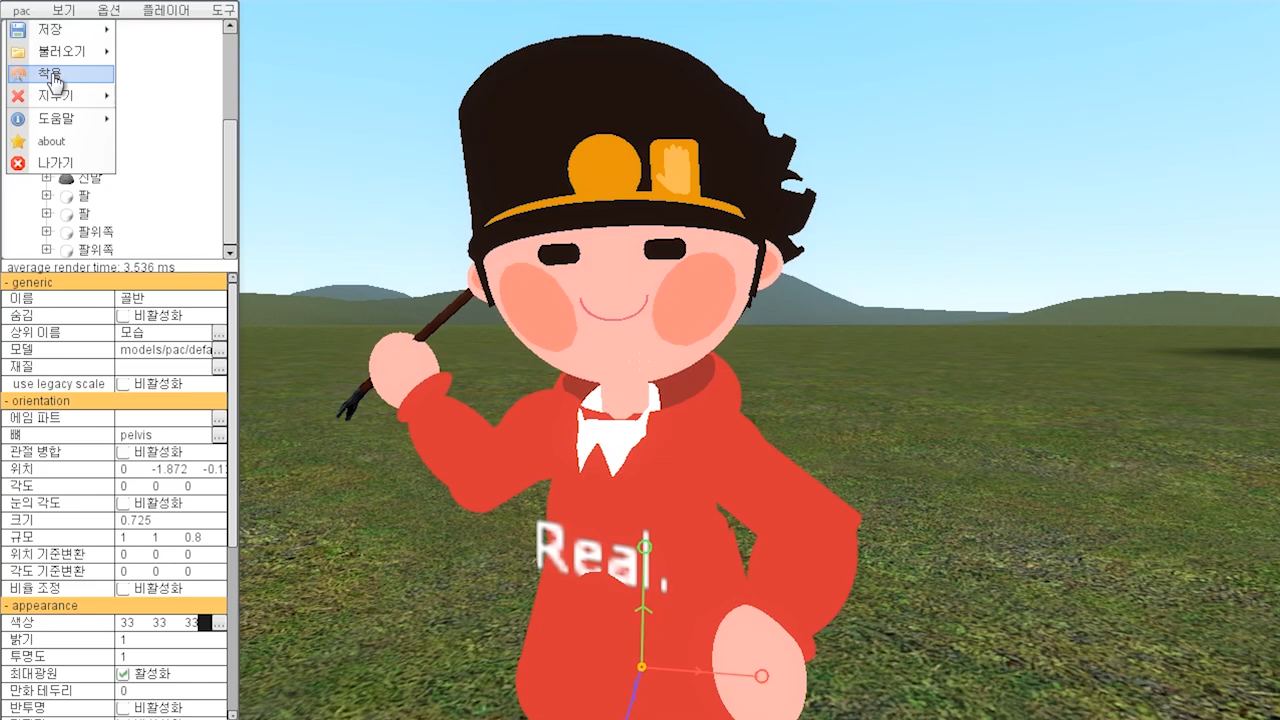 pac 보기 옵션 플레이어 도구
저장
불러오기
착용
지우기
도움말
about
나가기
신발
팔
팔
팔위쪽
팔위쪽
average render time: 3.536 ms
- generic
이름 골반
숨김 비활성화
상위 이름 모습 ...
모델 models/pac/defa ...
재질 ...
use legacy scale 비활성화
- orientation
에임 파트 ...
뼈 pelvis ...
관절 병합 비활성화
위치 0 -1.872
각도 0 0 0
눈의 각도 비활성화
크기 0.725
규모 1 1 0.8
위치 기준변환 0 0 0
각도 기준변환 0 0 0
비율 조정 비활성화
- appearance
색상 33 33 33 ...
밝기 1
투명도 1
최대광원 활성화
만화 테두리 0
반투명 비활성화
Real.